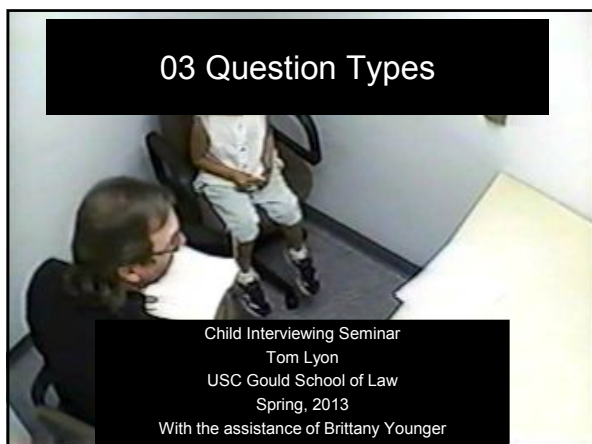 03 Question Types
Child Interviewing Seminar
Tom Lyon
USC Gould School of Law
Spring, 2013
With the assistance of Brittany Younger